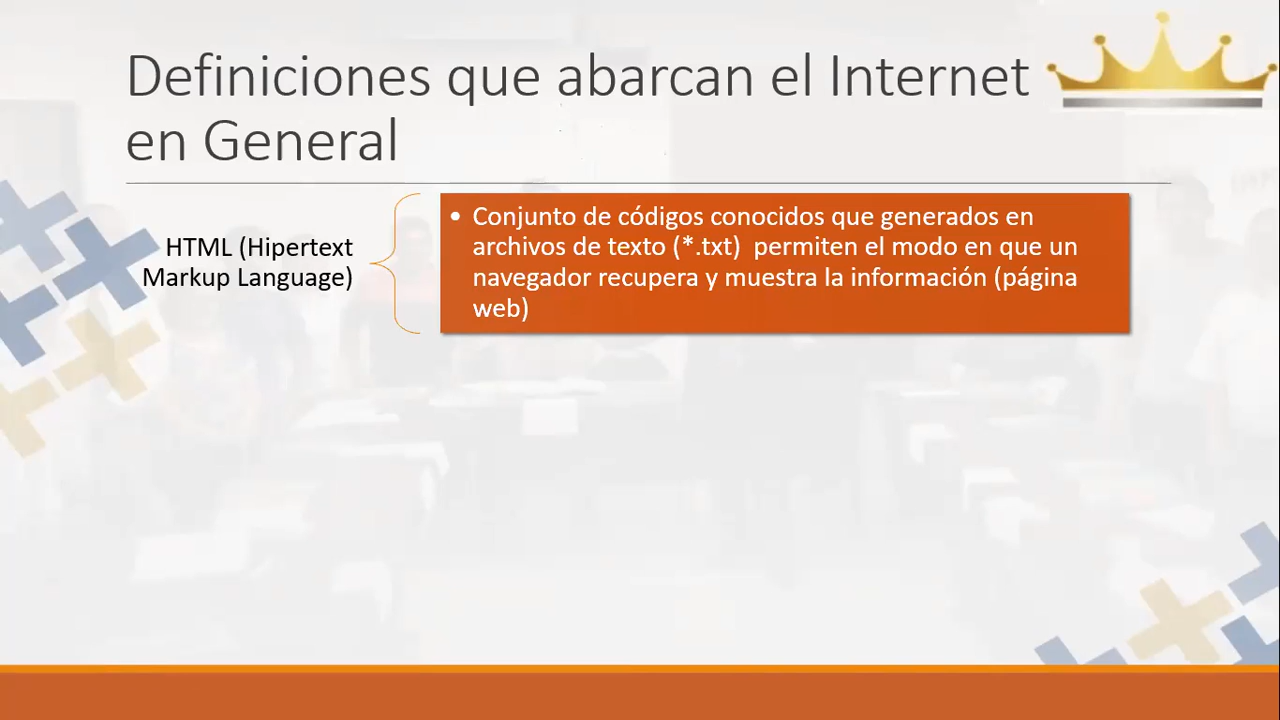 Definiciones que abarcan el Internet
en General
HTML (Hipertext
Markup Language)
• Conjunto de códigos conocidos que generados en
archivos de texto (*.txt)  permiten el modo en que un
navegador recupera y muestra la información (página
web)